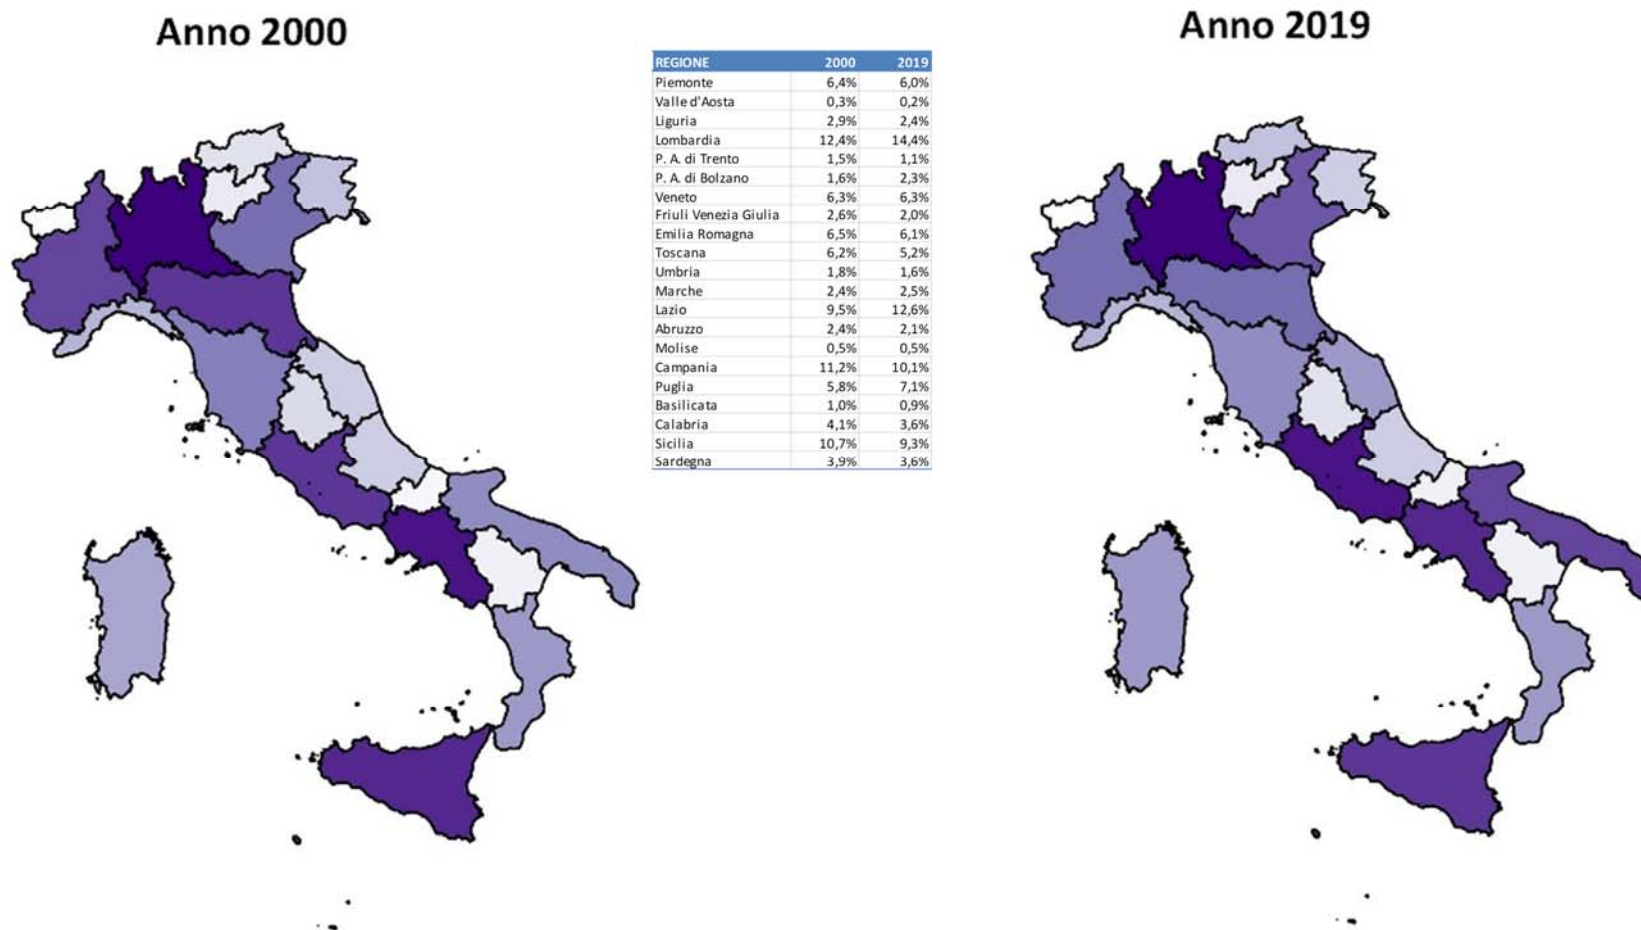 Anno 2000
Anno 2019
REGIONE 2000 2019
Piemonte 6,4% 6,0%
Valle d'Aosta 0,3% 0,2%
Liguria 2,9% 2,4%
Lombardia 12,4% 14,4%
P. A. di Trento 1,5% 1,1%
P. A. di Bolzano 1,6% 2,3%
Veneto 6,3% 6,3%
Friuli Venezia Giulia 2,6% 2,0%
Emilia Romagna 6,5% 6,1%
Toscana 6,2% 5,2%
Umbria 1,8% 1,6%
Marche 2,4% 2,5%
Lazio 9,5% 12,6%
Abruzzo 2,4% 2,1%
Molise 0,5% 0,5%
Campania 11,2% 10,1%
Puglia 5,8% 7,1%
Basilicata 1,0% 0,9%
Calabria 4,1% 3,6%
Sicilia 10,7% 9,3%
Sardegna 3,9% 3,6%